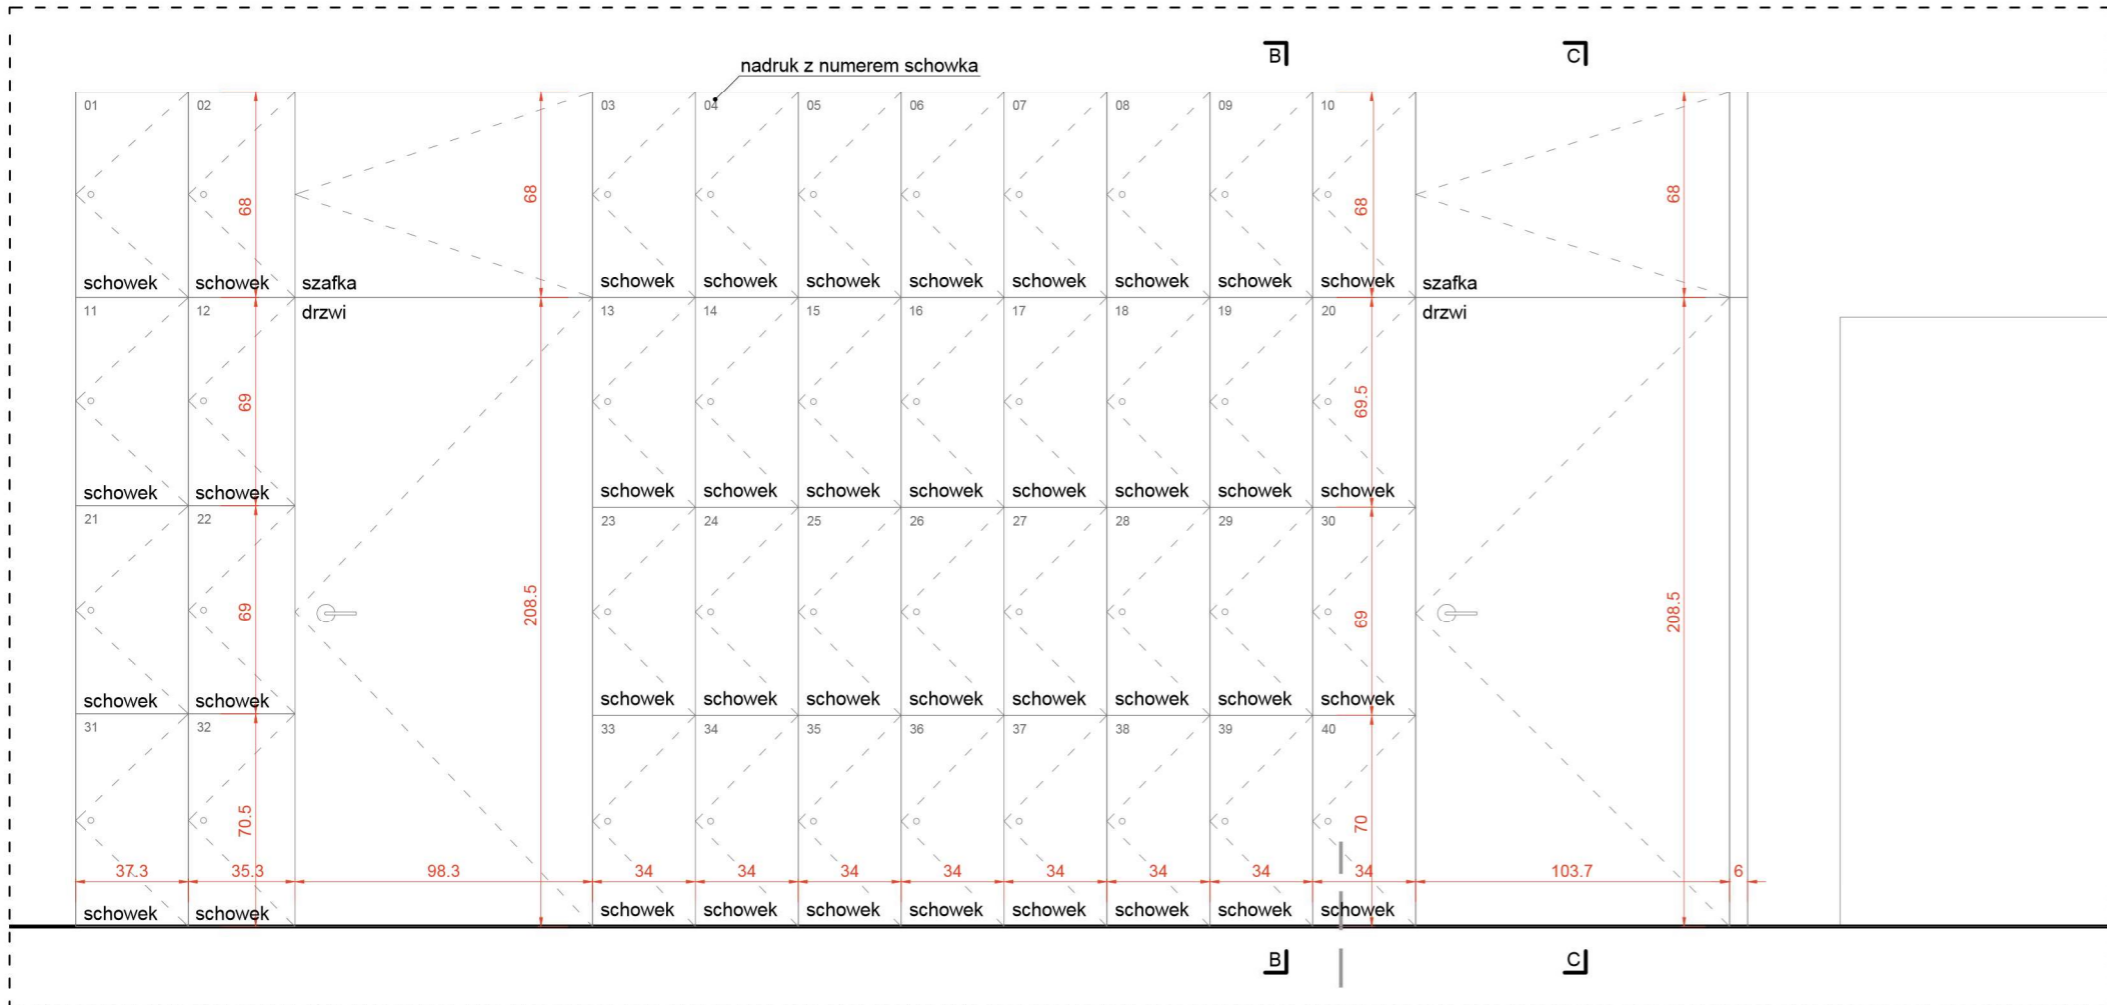 B C
nadruk z numerem schowka
01 02 03 04 05 06 07 08 09 10
68 68 68 68
schowek schowek szafka schowek schowek schowek schowek schowek schowek schowek schowek szafka
11 12 drzwi 13 14 15 16 17 18 19 20 drzwi
69 69.5
schowek schowek schowek schowek schowek schowek schowek schowek schowek schowek
21 22 23 24 25 26 27 28 29 30
69 208.5 69 208.5
schowek schowek schowek schowek schowek schowek schowek schowek schowek schowek
31 32 33 34 35 36 37 38 39 40
70.5 70
37.3 35.3 98.3 34 34 34 34 34 34 34 34 103.7 6
schowek schowek schowek schowek schowek schowek schowek schowek schowek schowek
B C